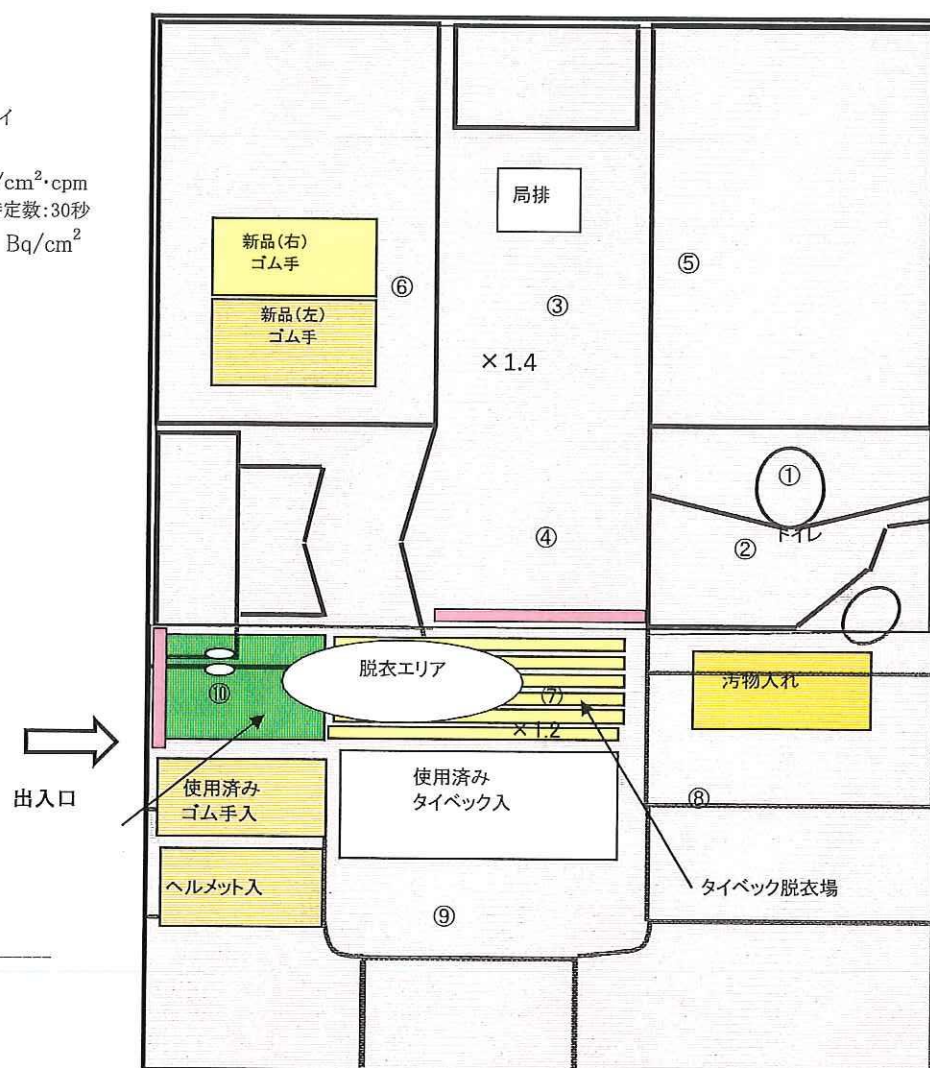 イ
/cm²・cpm
定数:30秒
Bq/cm²
局排
新品(右)
ゴム手
⑥
⑤
③
新品(左)
ゴム手
×1.4
①
④
②
トイレ
脱衣エリア
⑩
⑦
汚物入れ
×1.2
出入口
使用済み
ゴム手入
使用済み
タイベック入
⑧
ヘルメット入
タイベック脱衣場
⑨